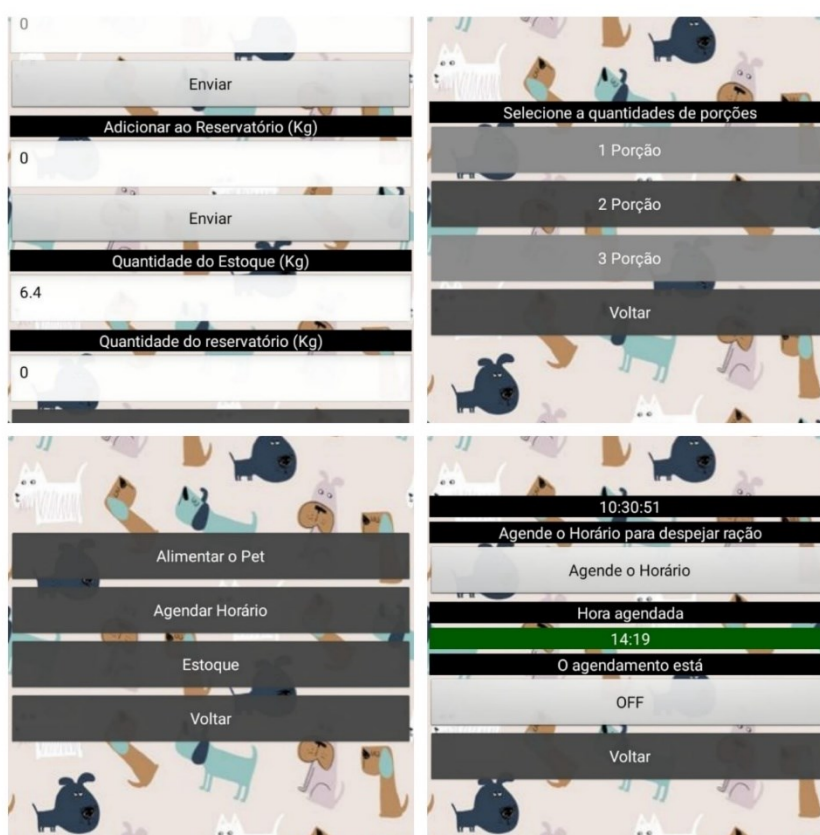 0
Enviar
Adicionar ao Reservatório (Kg)
0
Enviar
Quantidade do Estoque (Kg)
6.4
Quantidade do reservatório (Kg)
0
Selecione a quantidades de porções
1 Porção
2 Porção
3 Porção
Voltar
Alimentar o Pet
Agendar Horário
Estoque
Voltar
10:30:51
Agende o Horário para despejar ração
Agende o Horário
Hora agendada
14:19
O agendamento está
OFF
Voltar